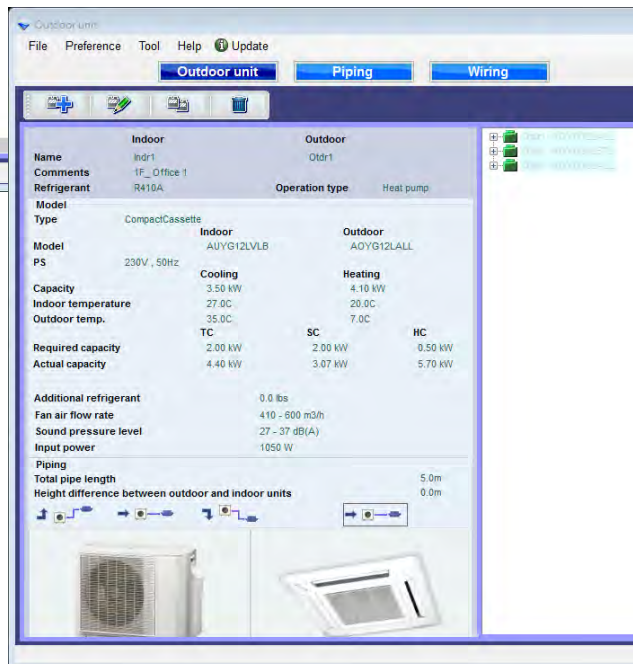 Outdoor unit
File Preference Tool Help Update
Outdoor unit Piping Wiring
Indoor Outdoor
Name Indr1 Otdr1
Comments 1F_ Office 1
Refrigerant R410A Operation type Heat pump
Model
Type CompactCassette
Indoor Outdoor
Model AUYG12LVLB AOYG12LALL
PS 230V , 50Hz
Cooling Heating
Capacity 3.50 kW 4.10 kW
Indoor temperature 27.0C 20.0C
Outdoor temp. 35.0C 7.0C
TC SC HC
Required capacity 2.00 kW 2.00 kW 0.50 kW
Actual capacity 4.40 kW 3.07 kW 5.70 kW
Additional refrigerant 0.0 lbs
Fan air flow rate 410 - 600 m3/h
Sound pressure level 27 - 37 dB(A)
Input power 1050 W
Piping
Total pipe length 5.0m
Height difference between outdoor and indoor units 0.0m